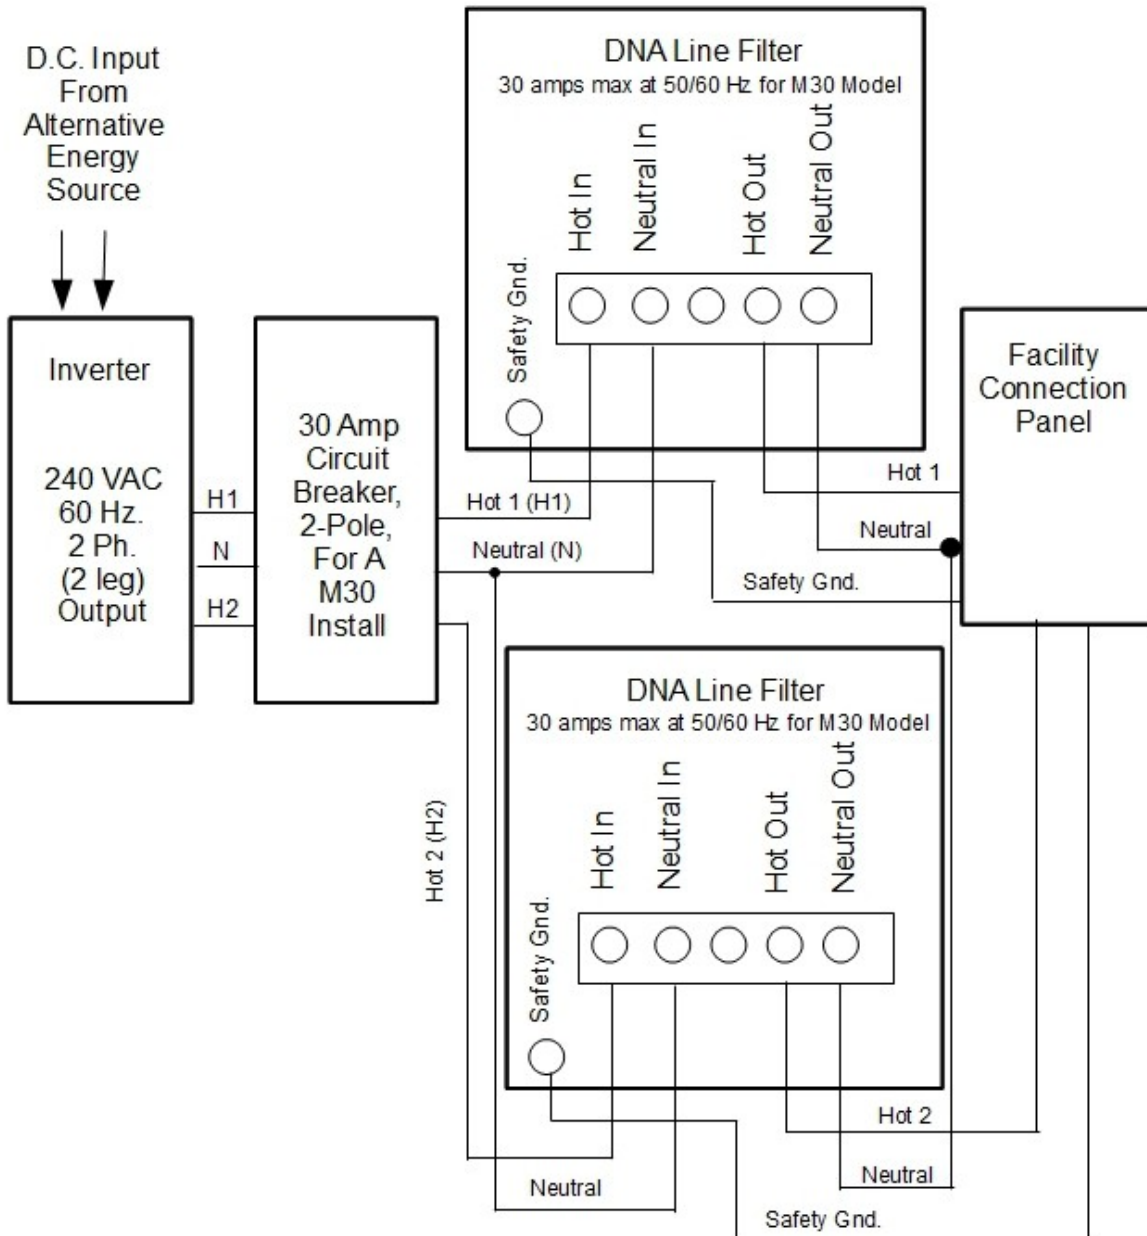 D.C. Input
From
Alternative
Energy
Source
Inverter
240 VAC
60 Hz.
2 Ph.
(2 leg)
Output
H1
N
H2
30 Amp
Circuit
Breaker,
2-Pole,
For A
M30
Install
DNA Line Filter
30 amps max at 50/60 Hz for M30 Model
Hot In
Neutral In
Hot Out
Neutral Out
Safety Gnd.
Hot 1 (H1)
Neutral (N)
Hot 1
Neutral
Safety Gnd.
Facility
Connection
Panel
Hot 2 (H2)
DNA Line Filter
30 amps max at 50/60 Hz for M30 Model
Hot In
Neutral In
Hot Out
Neutral Out
Safety Gnd.
Hot 2
Neutral
Neutral
Safety Gnd.